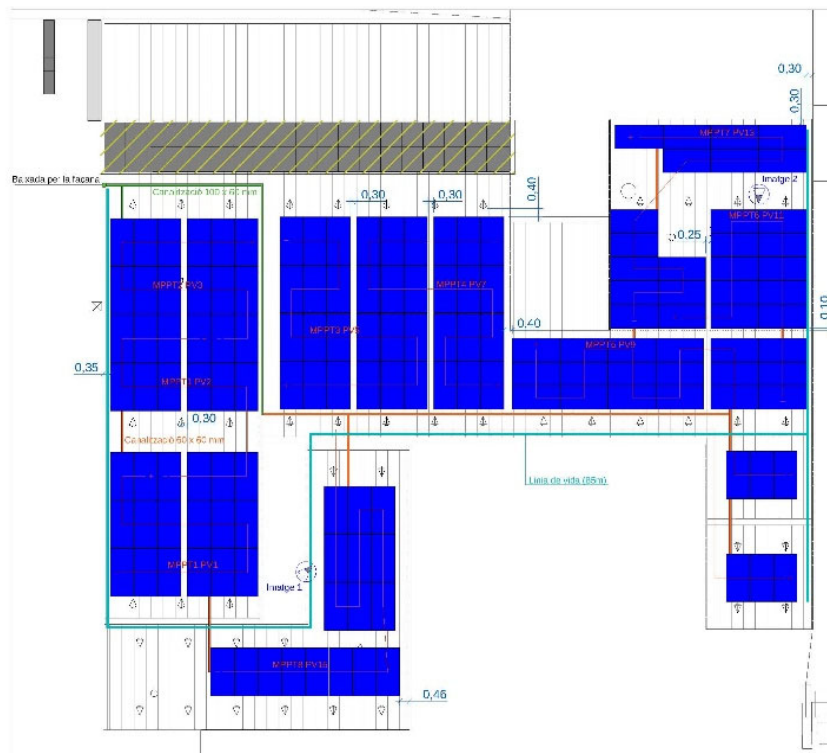 0,30
0,30
MPPT7 PV13
Baixada per la façana
Canalització 100 x 60 mm
Imatge 2
0,30
0,30
0,40
MPPT6 PV11
0,25
MPPT2 PV3
MPPT4 PV7
0,10
MPPT3 PV5
0,40
MPPT5 PV9
0,35
MPPT1 PV2
0,30
Canalització 60 x 60 mm
Línia de vida (85m)
MPPT1 PV1
Imatge 1
MPPT8 PV15
0,46